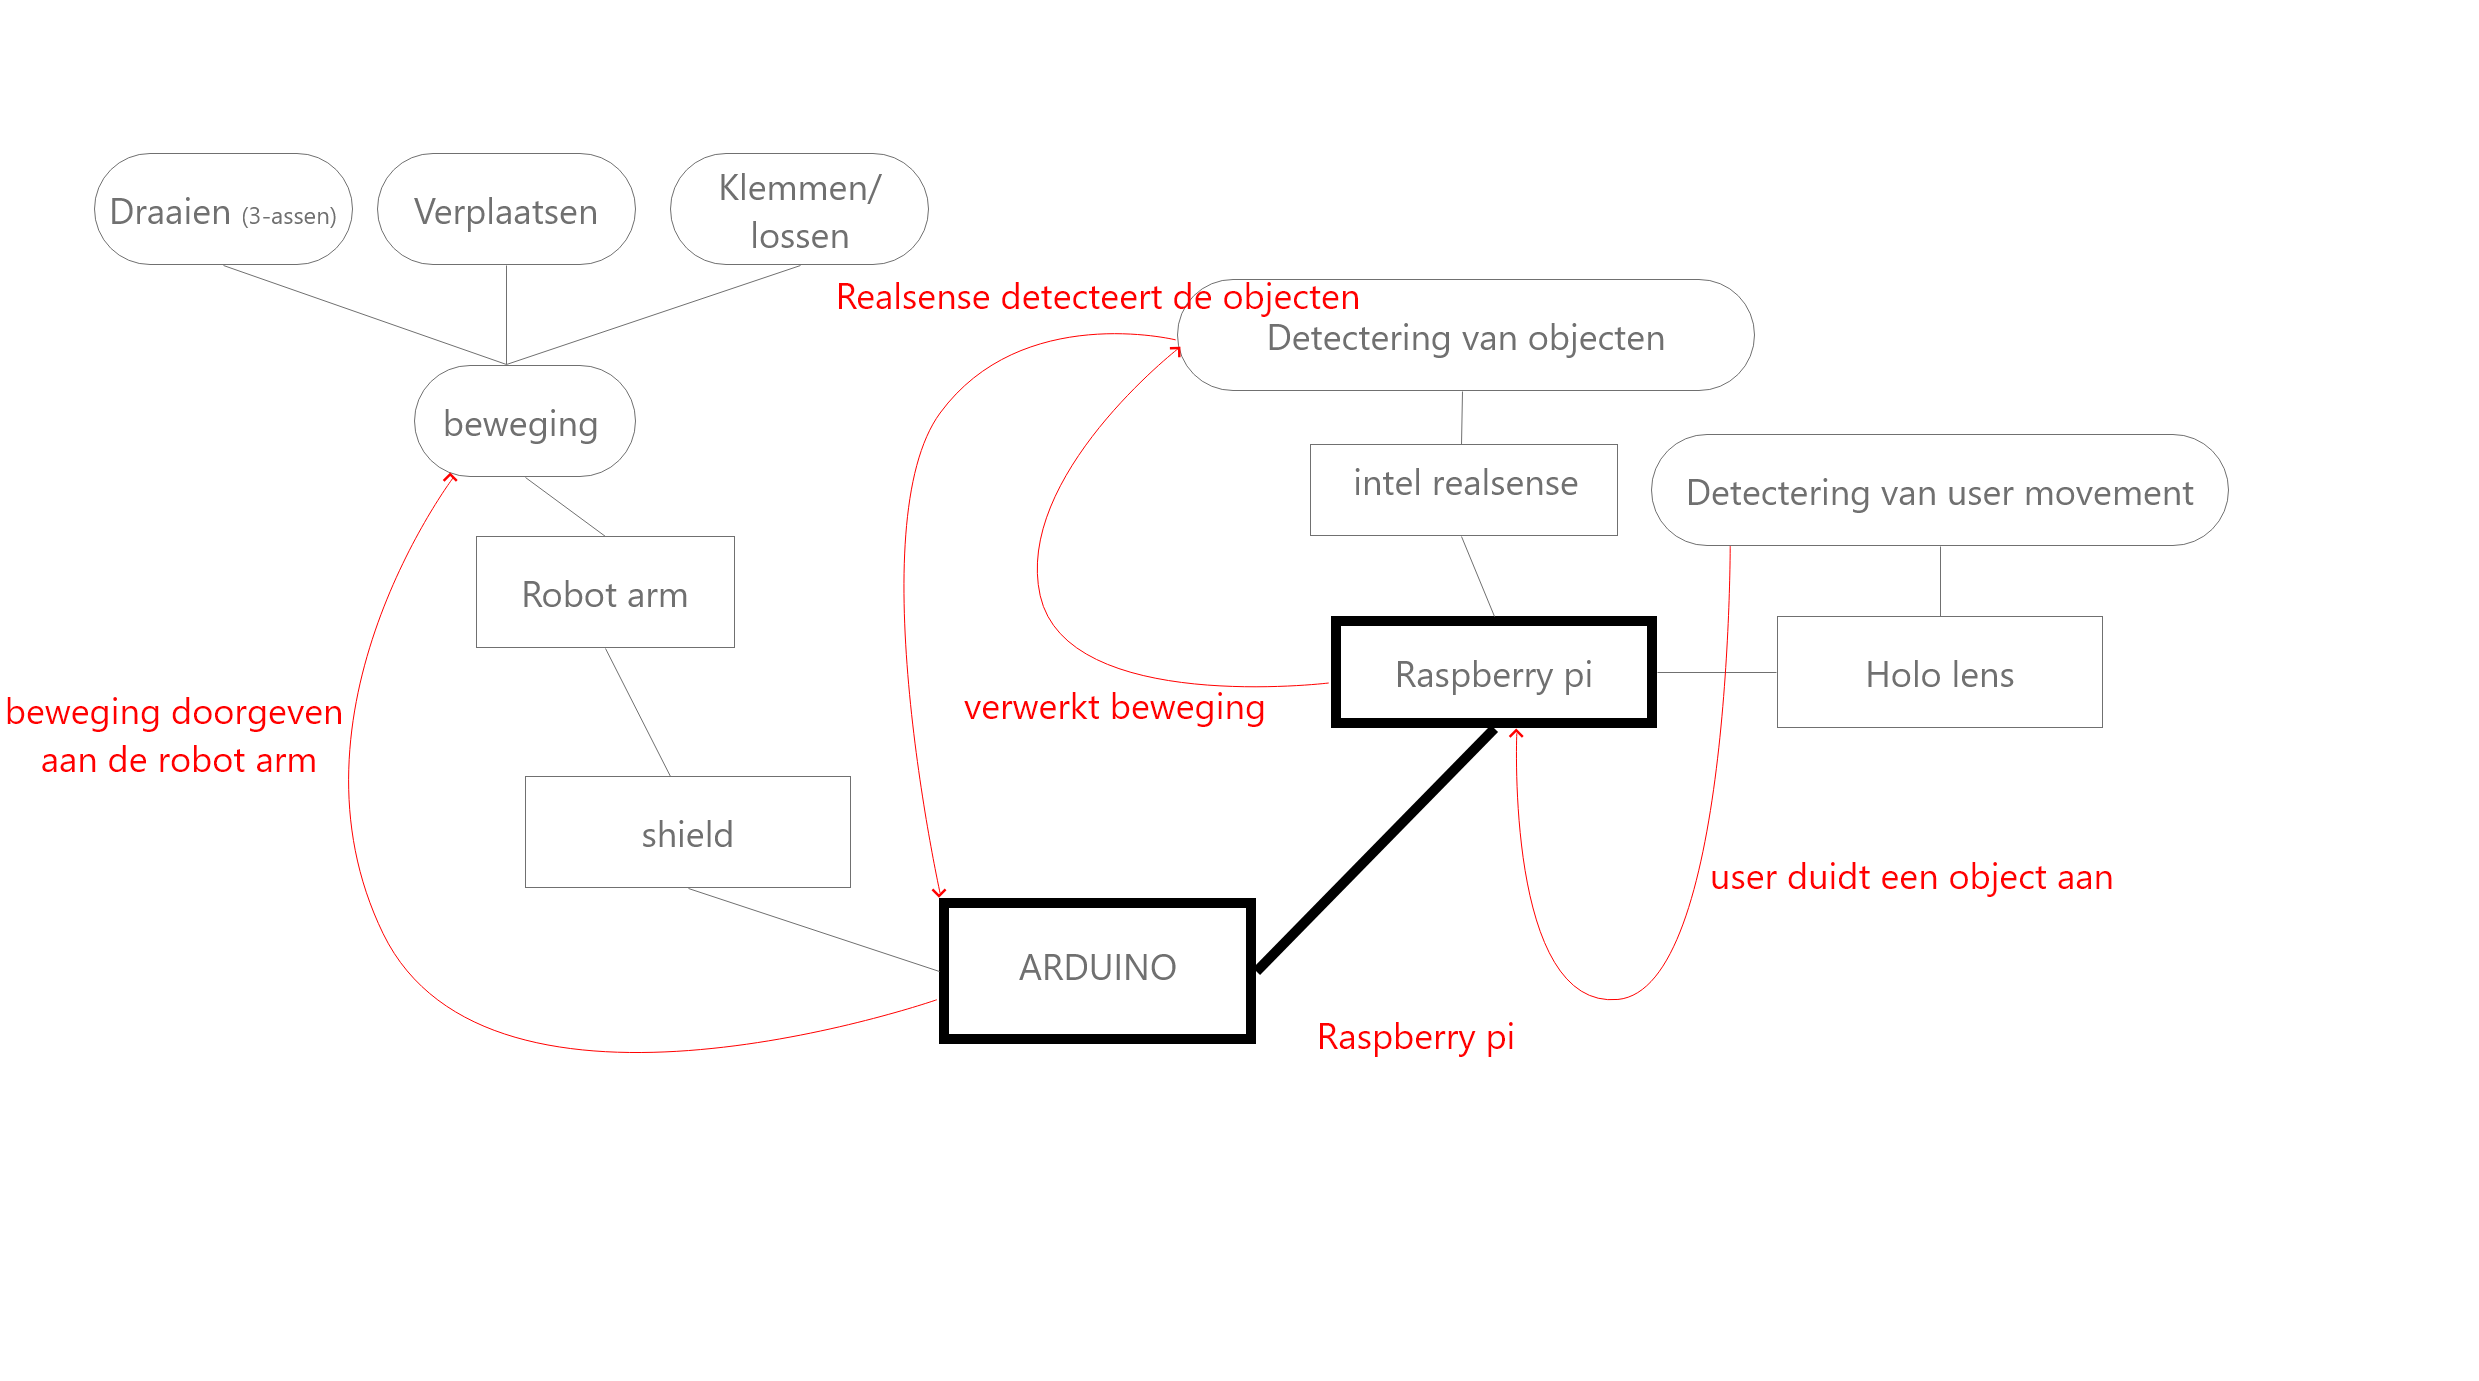 Draaien (3-assen)
Verplaatsen
Klemmen/
lossen
Realsense detecteert de objecten
Detectering van objecten
beweging
intel realsense
Detectering van user movement
Robot arm
Raspberry pi
Holo lens
beweging doorgeven
aan de robot arm
verwerkt beweging
shield
user duidt een object aan
ARDUINO
Raspberry pi